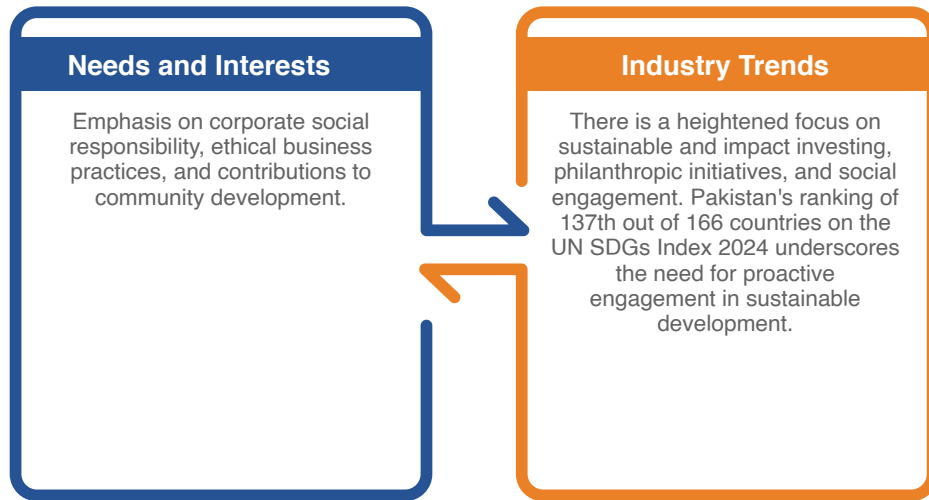 Needs and Interests
Emphasis on corporate social
responsibility, ethical business
practices, and contributions to
community development.
Industry Trends
There is a heightened focus on
sustainable and impact investing,
philanthropic initiatives, and social
engagement. Pakistan's ranking of
137th out of 166 countries on the
UN SDGs Index 2024 underscores
the need for proactive
engagement in sustainable
development.